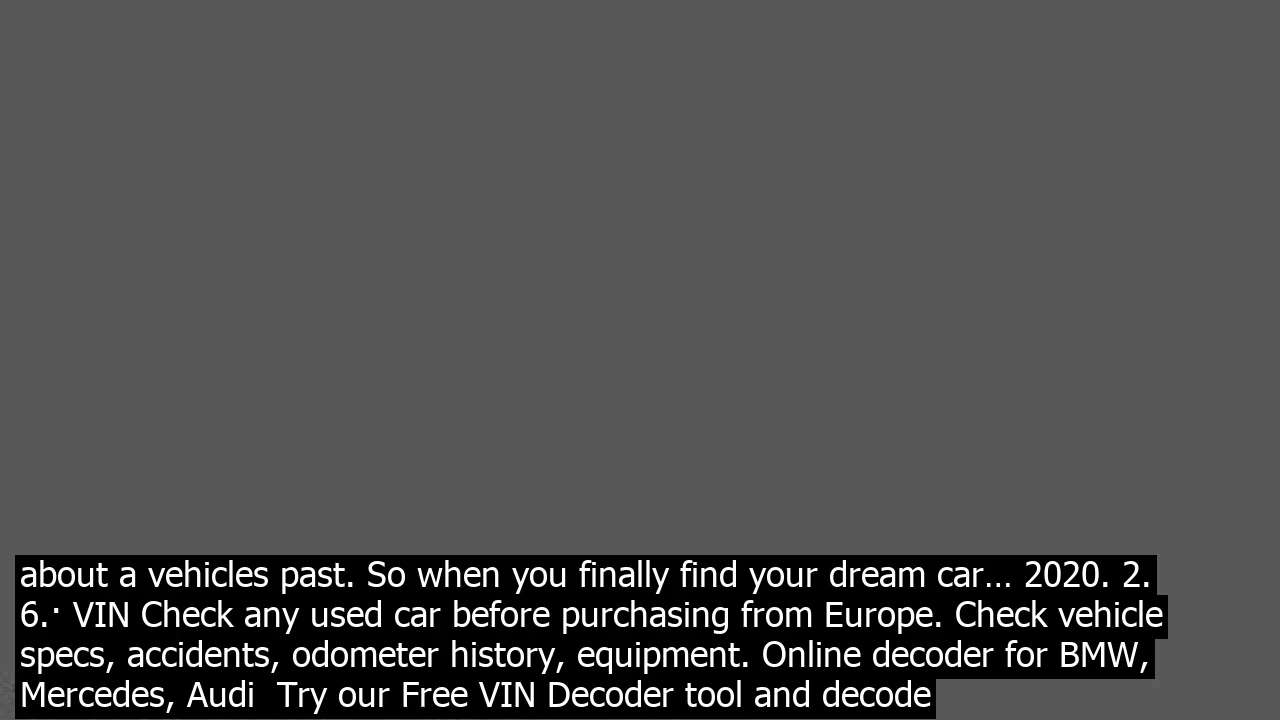 about a vehicles past. So when you finally find your dream car… 2020. 2.
6.· VIN Check any used car before purchasing from Europe. Check vehicle
specs, accidents, odometer history, equipment. Online decoder for BMW,
Mercedes, Audi  Try our Free VIN Decoder tool and decode